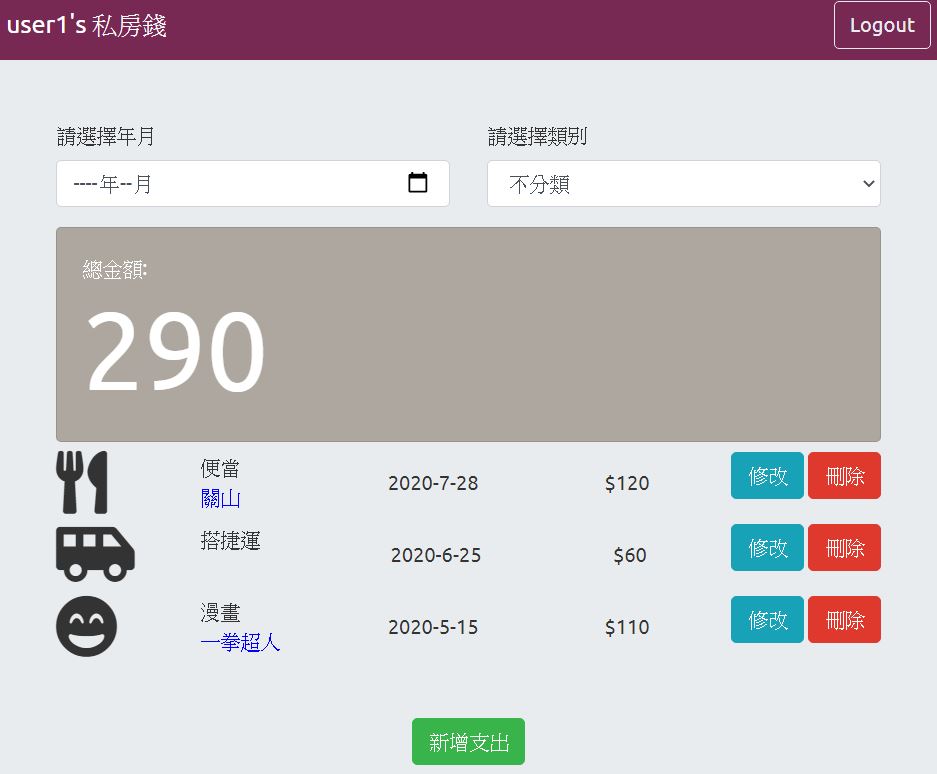 user1's 私房錢
Logout
請選擇年月
請選擇類別
----年--月
不分類
總金額:
290
便當
關山
2020-7-28
$120
修改
刪除
搭捷運
2020-6-25
$60
修改
刪除
漫畫
一拳超人
2020-5-15
$110
修改
刪除
新增支出